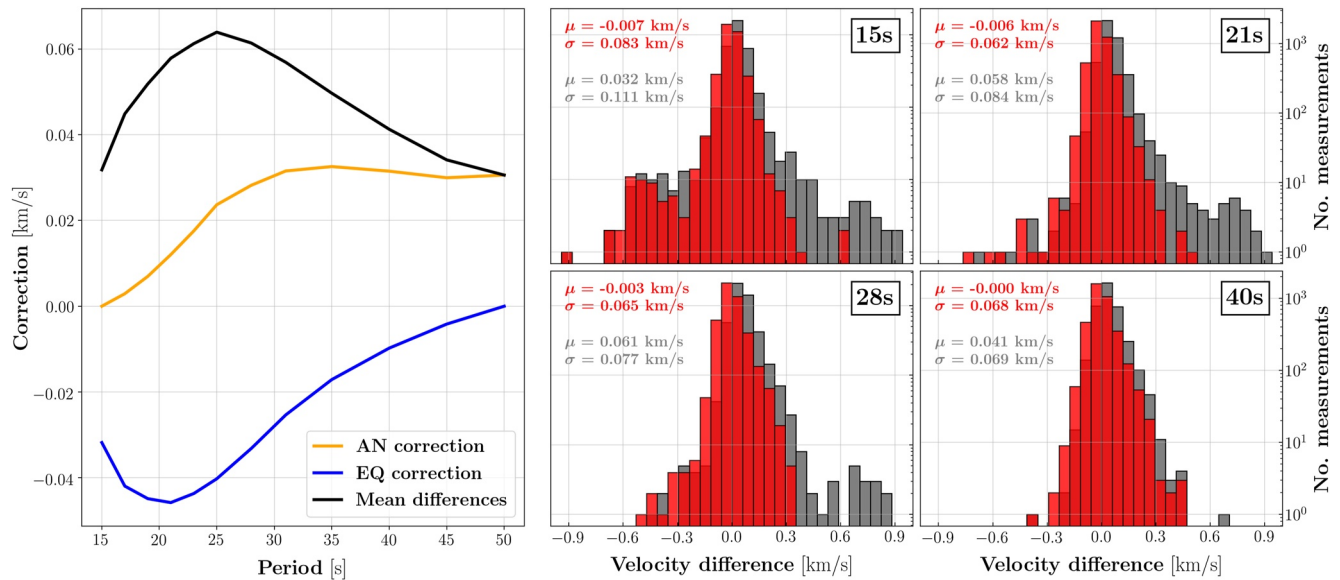 0.06
0.04
0.02
0.00
−0.02
−0.04
Correction [km/s]
15 20 25 30 35 40 45 50
Period [s]
AN correction
EQ correction
Mean differences
μ = -0.007 km/s
σ = 0.083 km/s
μ = 0.032 km/s
σ = 0.111 km/s
15s
μ = -0.006 km/s
σ = 0.062 km/s
μ = 0.058 km/s
σ = 0.084 km/s
21s
10³
10²
10¹
10⁰
No. measurements
μ = -0.003 km/s
σ = 0.065 km/s
μ = 0.061 km/s
σ = 0.077 km/s
28s
−0.9 −0.6 −0.3 0.0 0.3 0.6 0.9
Velocity difference [km/s]
μ = -0.000 km/s
σ = 0.068 km/s
μ = 0.041 km/s
σ = 0.069 km/s
40s
10³
10²
10¹
10⁰
No. measurements
−0.9 −0.6 −0.3 0.0 0.3 0.6 0.9
Velocity difference [km/s]